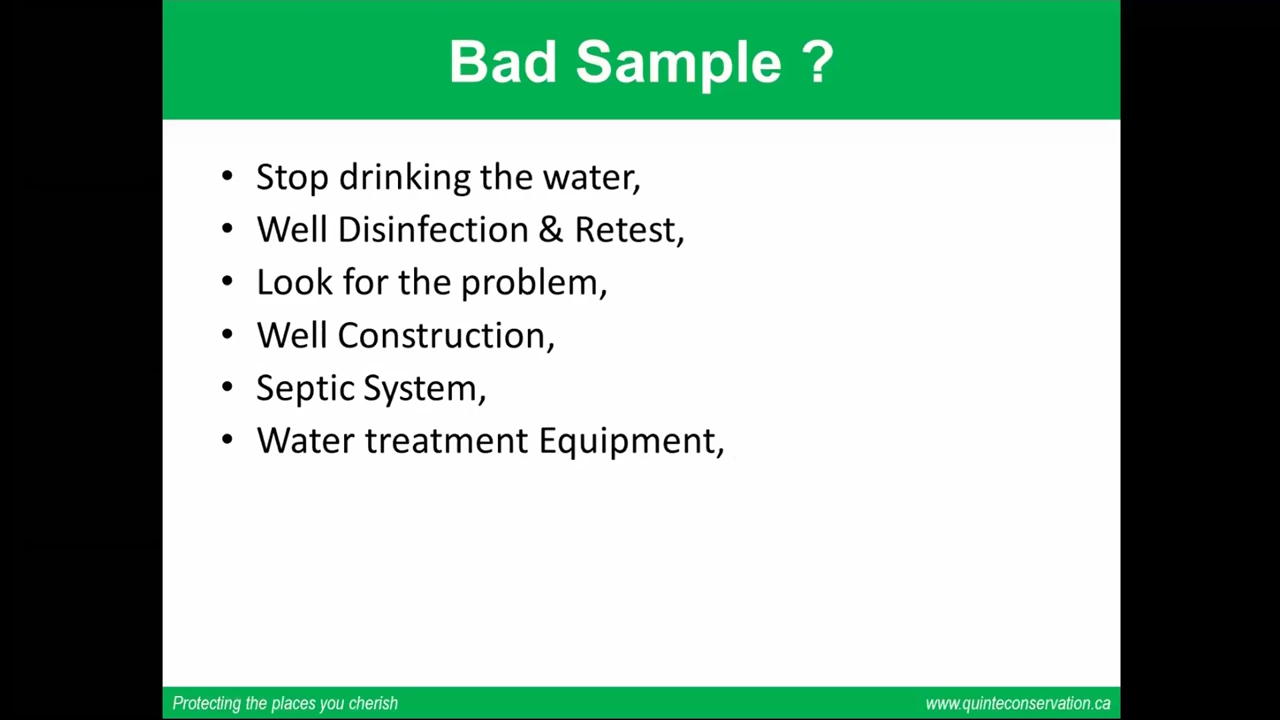 Bad Sample ?
• Stop drinking the water,
• Well Disinfection & Retest,
• Look for the problem,
• Well Construction,
• Septic System,
• Water treatment Equipment,
Protecting the places you cherish
www.quinteconservation.ca